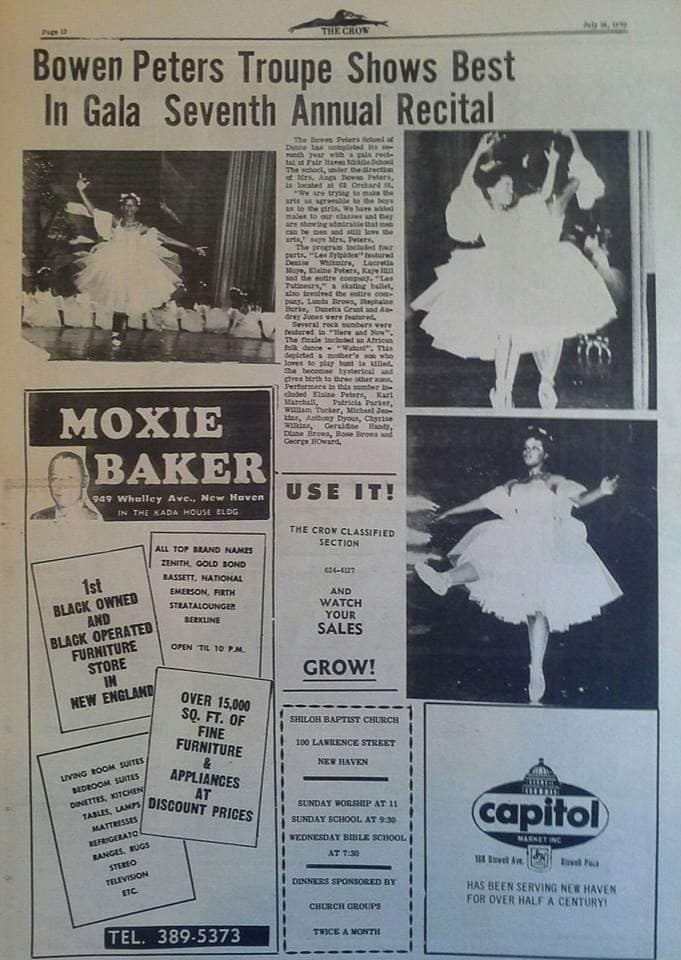 Page 12
THE CROW
July 16, 1970
Bowen Peters Troupe Shows Best
In Gala Seventh Annual Recital
The Bowen Peters School of
Dance has completed its se-
venth year with a gala reci-
tal at Fair Haven Middle School
The school, under the direction
of Mrs. Anga Bowen Peters,
is located at 62 Orchard St.
"We are trying to make the
arts as agreeable to the boys
as to the girls. We have added
males to our classes and they
are showing admirable that men
can be men and still love the
arts,' says Mrs. Peters.
The program included four
parts. "Les Sylpides" featured
Denise Whitmire, Lucretia
Moye, Elaine Peters, Kaye Hill
and the entire company. "Les
Patineurs," a skating ballet,
also involved the entire com-
pany. Lunda Brown, Stephaine
Burke, Danetta Grant and Au-
drey Jones were featured.
Several rock numbers were
featured in "Here and Now".
The finale included an African
folk dance - "Watusi". This
depicted a mother's son who
loves to play hunt is killed.
She becomes hysterical and
gives birth to three other sons.
Performers in this number in-
cluded Elaine Peters, Karl
Marshall, Patricia Parker,
William Tucker, Michael Jen-
kins, Anthony Dyous, Chyrise
Wilkins, Geraldine Handy,
Diane Brown, Rose Brown and
George HOward.
MOXIE
BAKER
949 Whalley Ave., New Haven
IN THE KADA HOUSE BLDG
1st
BLACK OWNED
AND
BLACK OPERATED
FURNITURE
STORE
IN
NEW ENGLAND
ALL TOP BRAND NAMES
ZENITH, GOLD BOND
BASSETT, NATIONAL
EMERSON, FIRTH
STRATALOUNGER
BERKLINE
OPEN 'TIL 10 P.M.
OVER 15,000
SQ. FT. OF
FINE
FURNITURE
&
APPLIANCES
AT
DISCOUNT PRICES
LIVING ROOM SUITES
BEDROOM SUITES
DINETTES, KITCHEN
TABLES, LAMPS
MATTRESSES
REFRIGERATO
RANGES, RUGS
STEREO
TELEVISION
ETC.
TEL. 389-5373
USE IT!
THE CROW CLASSIFIED
SECTION
624-4127
AND
WATCH
YOUR
SALES
GROW!
SHILOH BAPTIST CHURCH
100 LAWRENCE STREET
NEW HAVEN
SUNDAY WORSHIP AT 11
SUNDAY SCHOOL AT 9:30
WEDNESDAY BIBLE SCHOOL
AT 7:30
DINNERS SPONSORED BY
CHURCH GROUPS
TWICE A MONTH
capitol
MARKET INC
Ave.
Plaza
HAS BEEN SERVING NEW HAVEN
FOR OVER HALF A CENTURY!